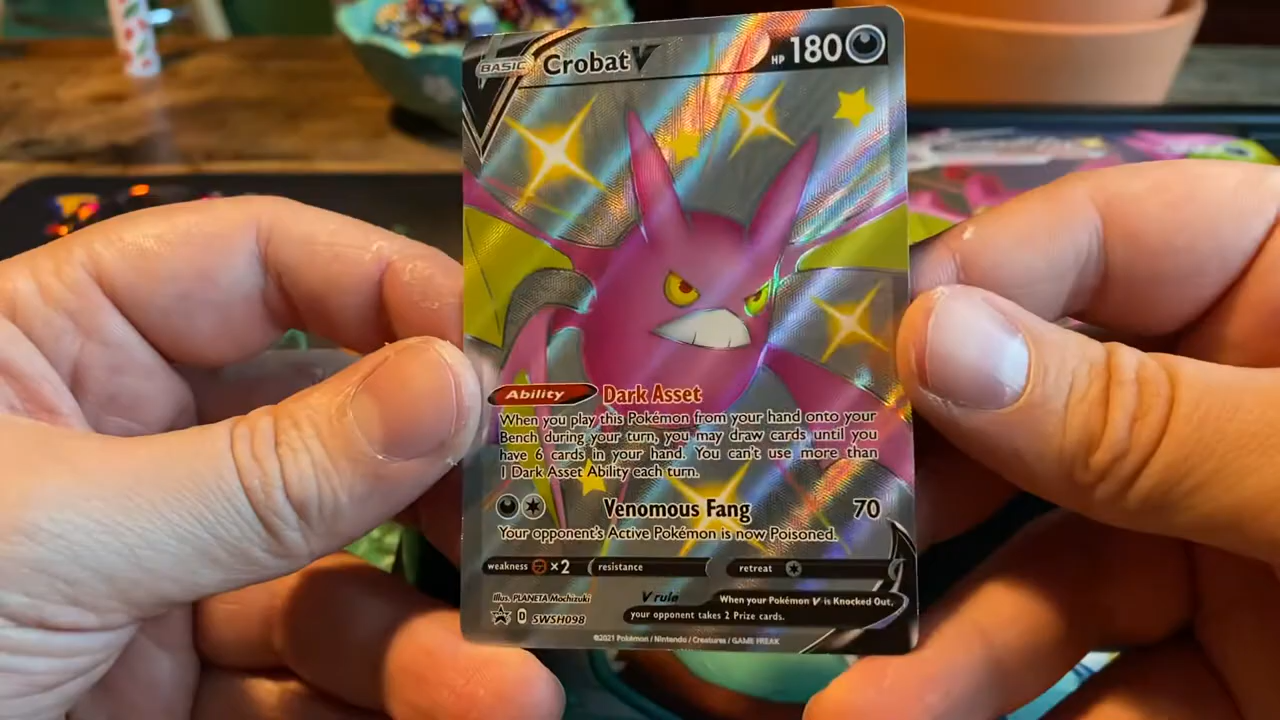 BASIC Crobat V HP 180
Ability Dark Asset
When you play this Pokémon from your hand onto your
Bench during your turn, you may draw cards until you
have 6 cards in your hand. You can't use more than
1 Dark Asset Ability each turn.
Venomous Fang 70
Your opponent's Active Pokémon is now Poisoned.
weakness ×2 resistance retreat
Illus. PLANETA Mochizuki
V rule When your Pokémon V is Knocked Out,
your opponent takes 2 Prize cards.
D SWSH098
©2021 Pokémon / Nintendo / Creatures / GAME FREAK